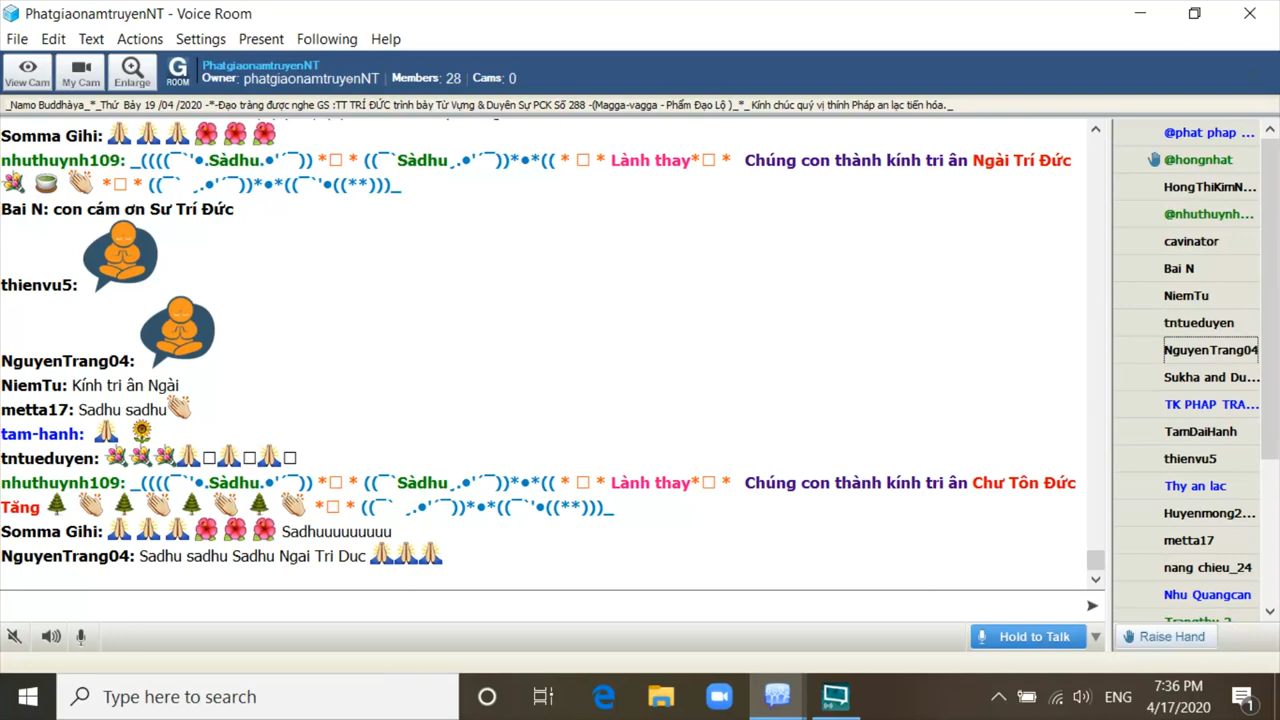 PhatgiaonamtruyenNT - Voice Room
File Edit Text Actions Settings Present Following Help
View Cam My Cam Enlarge G ROOM PhatgiaonamtruyenNT
Owner: phatgiaonamtruyenNT | Members: 28 | Cams: 0
_Namo Buddhàya_*_Thứ Bảy 19 /04 /2020 -*-Đạo tràng được nghe GS :TT TRÍ ĐỨC trình bày Từ Vựng & Duyên Sự PCK Số 288 -(Magga-vagga - Phẩm Đạo Lộ )_*_ Kính chúc quý vị thính Pháp an lạc tiến hóa._
Somma Gihi:
nhuthuynh109: _((((¯`'●.Sàdhu.●'´¯)) *□ * ((¯`Sàdhu¸.●'´¯))*●*(( * □ * Lành thay*□ * Chúng con thành kính tri ân Ngài Trí Đức
*□ * ((¯` ¸.●'´¯))*●*((¯`'●((**)))_
Bai N: con cám ơn Sư Trí Đức
thienvu5:
NguyenTrang04:
NiemTu: Kính tri ân Ngài
metta17: Sadhu sadhu
tam-hanh:
tntueduyen: □ □ □
nhuthuynh109: _((((¯`'●.Sàdhu.●'´¯)) *□ * ((¯`Sàdhu¸.●'´¯))*●*(( * □ * Lành thay*□ * Chúng con thành kính tri ân Chư Tôn Đức
Tăng *□ * ((¯` ¸.●'´¯))*●*((¯`'●((**)))_
Somma Gihi: Sadhuuuuuuuuu
NguyenTrang04: Sadhu sadhu Sadhu Ngai Tri Duc
@phat phap ...
@hongnhat
HongThiKimN...
@nhuthuynh...
cavinator
Bai N
NiemTu
tntueduyen
NguyenTrang04
Sukha and Du...
TK PHAP TRA...
TamDaiHanh
thienvu5
Thy an lac
Huyenmong2...
metta17
nang chieu_24
Nhu Quangcan
Hold to Talk
Raise Hand
Type here to search
ENG
7:36 PM
4/17/2020
1